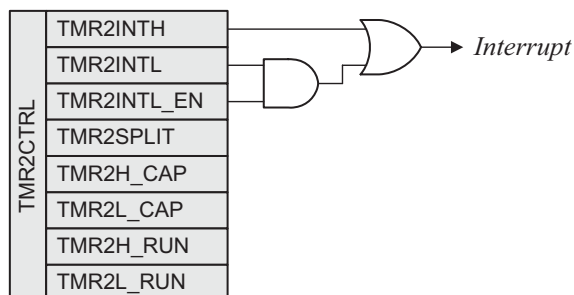 TMR2CTRL
TMR2INTH
TMR2INTL
TMR2INTL_EN
TMR2SPLIT
TMR2H_CAP
TMR2L_CAP
TMR2H_RUN
TMR2L_RUN
Interrupt